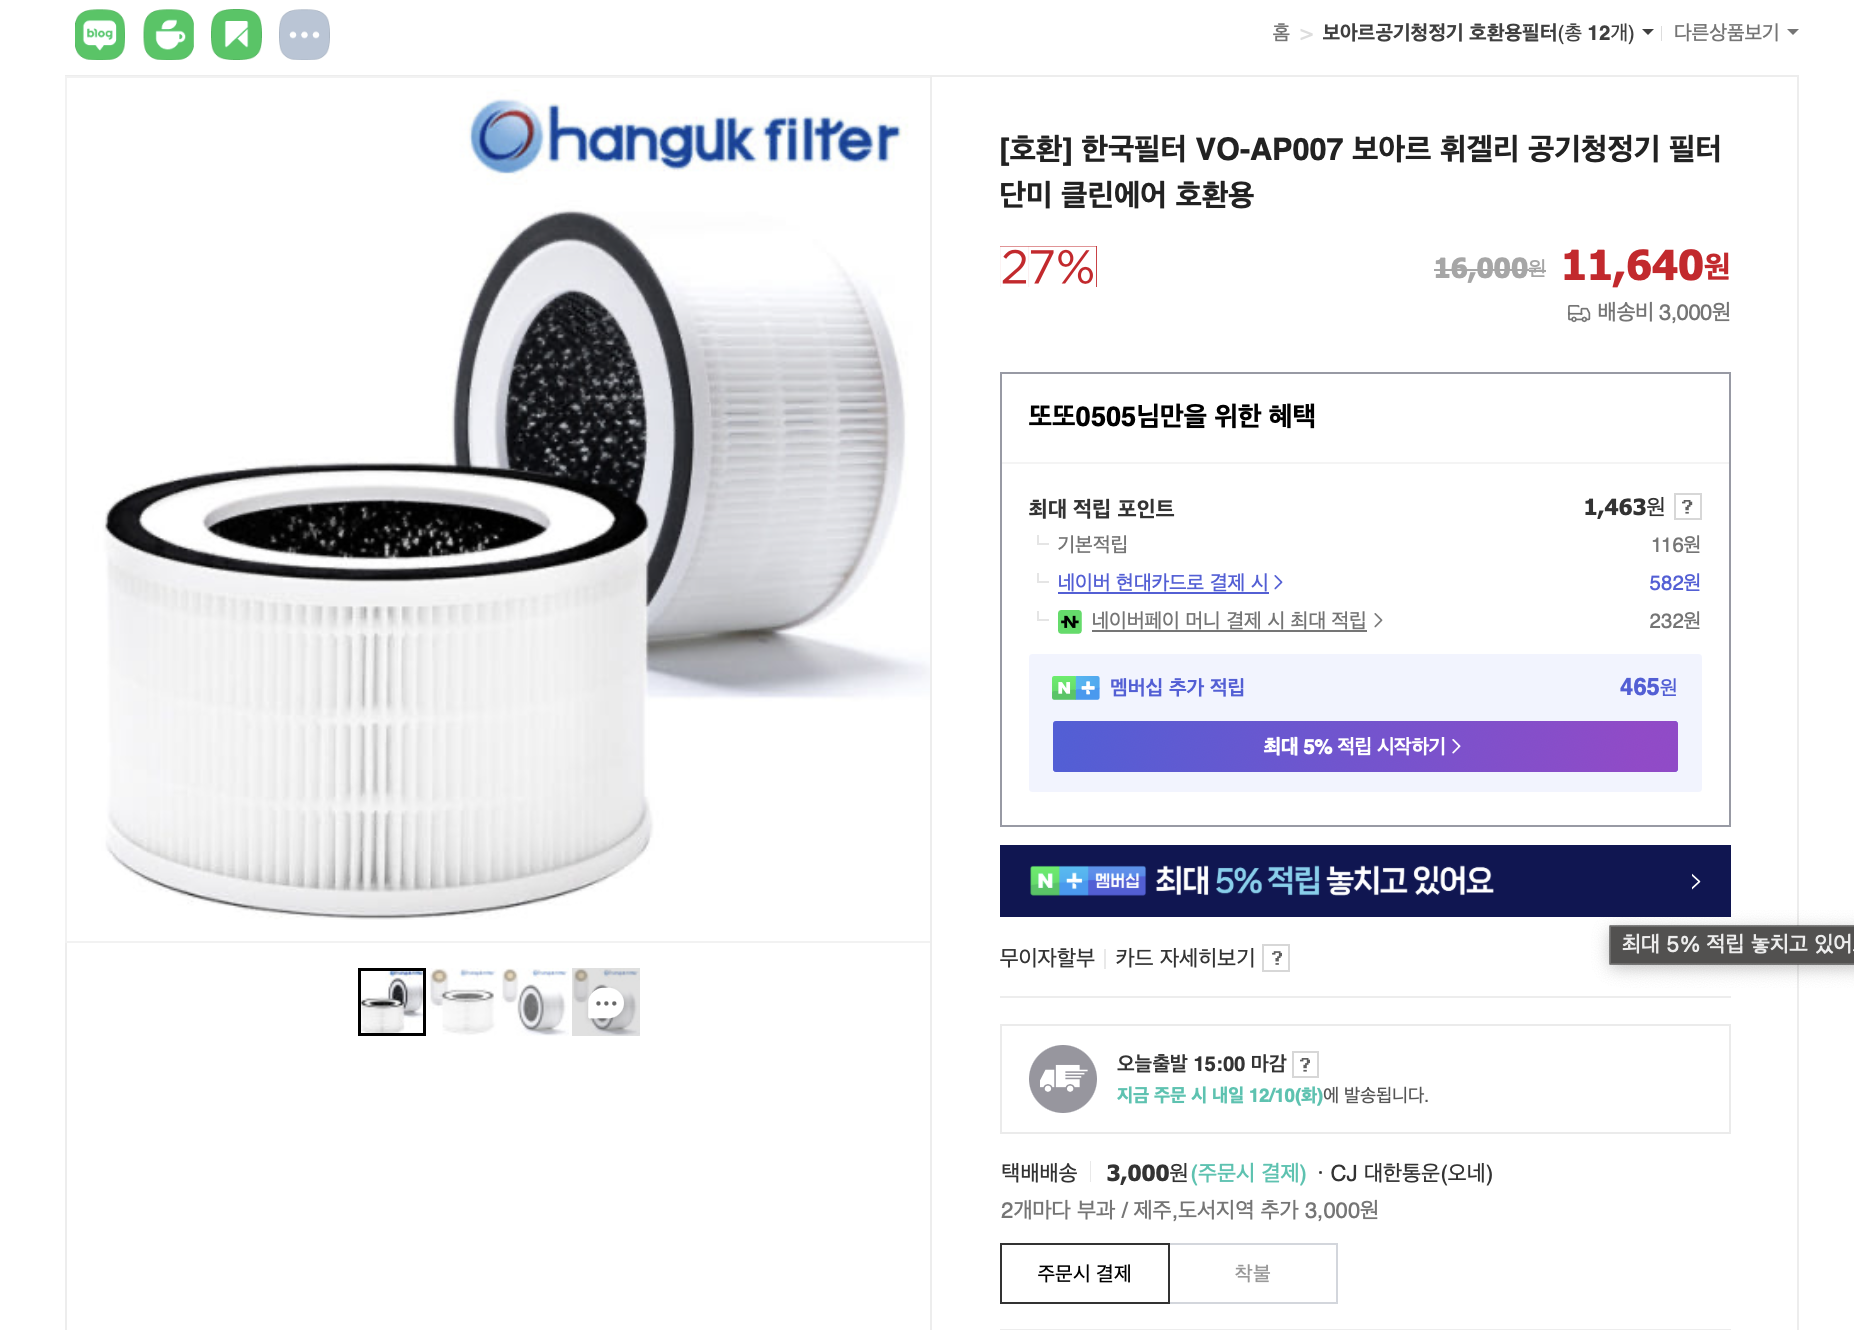 blog
홈 > 보아르공기청정기 호환용필터(총 12개) 다른상품보기
hanguk filter
[호환] 한국필터 VO-AP007 보아르 휘겔리 공기청정기 필터
단미 클린에어 호환용
27% 16,000원 11,640원
배송비 3,000원
또또0505님만을 위한 혜택
최대 적립 포인트 1,463원 ?
기본적립 116원
네이버 현대카드로 결제 시 > 582원
N 네이버페이 머니 결제 시 최대 적립 > 232원
N + 멤버십 추가 적립 465원
최대 5% 적립 시작하기 >
N + 멤버십 최대 5% 적립 놓치고 있어요 >
최대 5% 적립 놓치고 있어
무이자할부 카드 자세히보기 ?
오늘출발 15:00 마감 ?
지금 주문 시 내일 12/10(화)에 발송됩니다.
택배배송 3,000원(주문시 결제) · CJ 대한통운(오네)
2개마다 부과 / 제주,도서지역 추가 3,000원
주문시 결제 착불